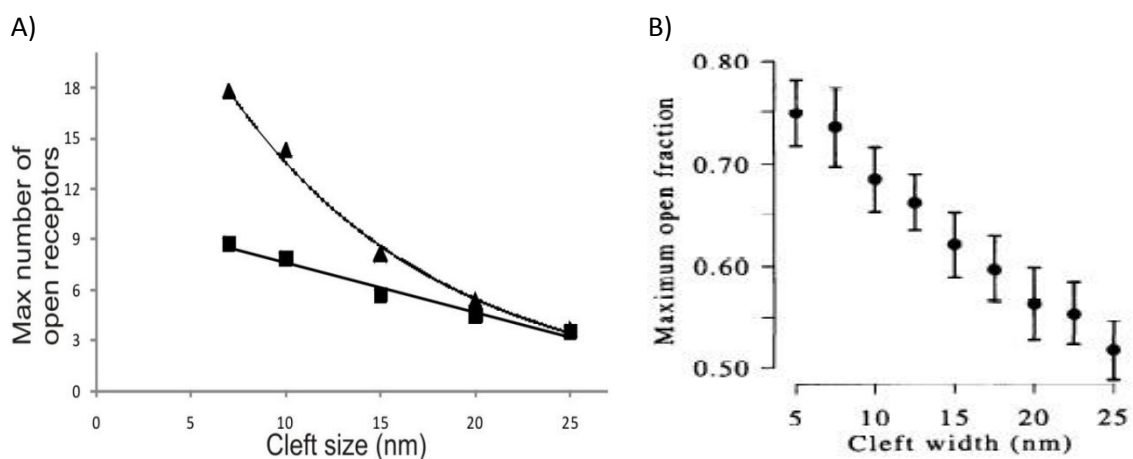 A)
18
15
12
9
6
3
0
0 5 10 15 20 25
Max number of
open receptors
Cleft size (nm)
B)
0.80
0.70
0.60
0.50
5 10 15 20 25
Maximum open fraction
Cleft width (nm)